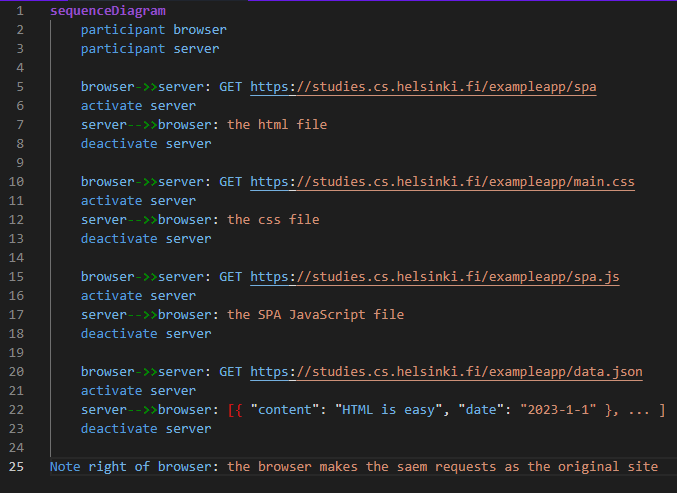 1 sequenceDiagram
2 participant browser
3 participant server
4
5 browser->>server: GET https://studies.cs.helsinki.fi/exampleapp/spa
6 activate server
7 server-->>browser: the html file
8 deactivate server
9
10 browser->>server: GET https://studies.cs.helsinki.fi/exampleapp/main.css
11 activate server
12 server-->>browser: the css file
13 deactivate server
14
15 browser->>server: GET https://studies.cs.helsinki.fi/exampleapp/spa.js
16 activate server
17 server-->>browser: the SPA JavaScript file
18 deactivate server
19
20 browser->>server: GET https://studies.cs.helsinki.fi/exampleapp/data.json
21 activate server
22 server-->>browser: [{ "content": "HTML is easy", "date": "2023-1-1" }, ... ]
23 deactivate server
24
25 Note right of browser: the browser makes the saem requests as the original site